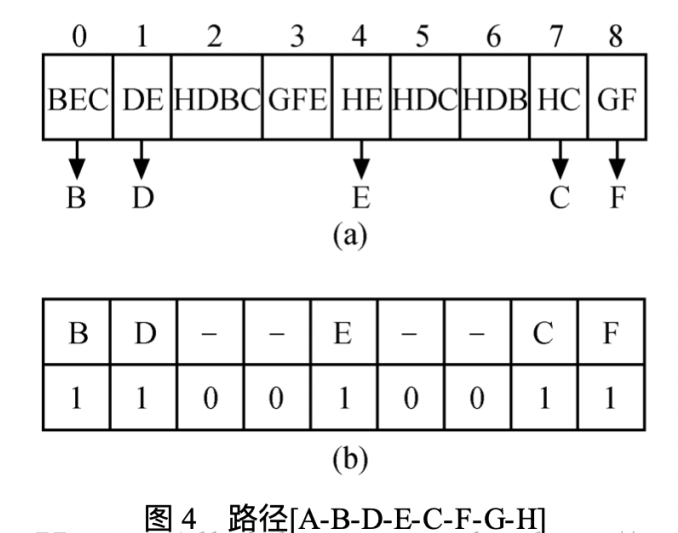 0 1 2 3 4 5 6 7 8
BEC DE HDBC GFE HE HDC HDB HC GF
B D E C F
(a)
B D – – E – – C F
1 1 0 0 1 0 0 1 1
(b)
图 4 路径[A-B-D-E-C-F-G-H]